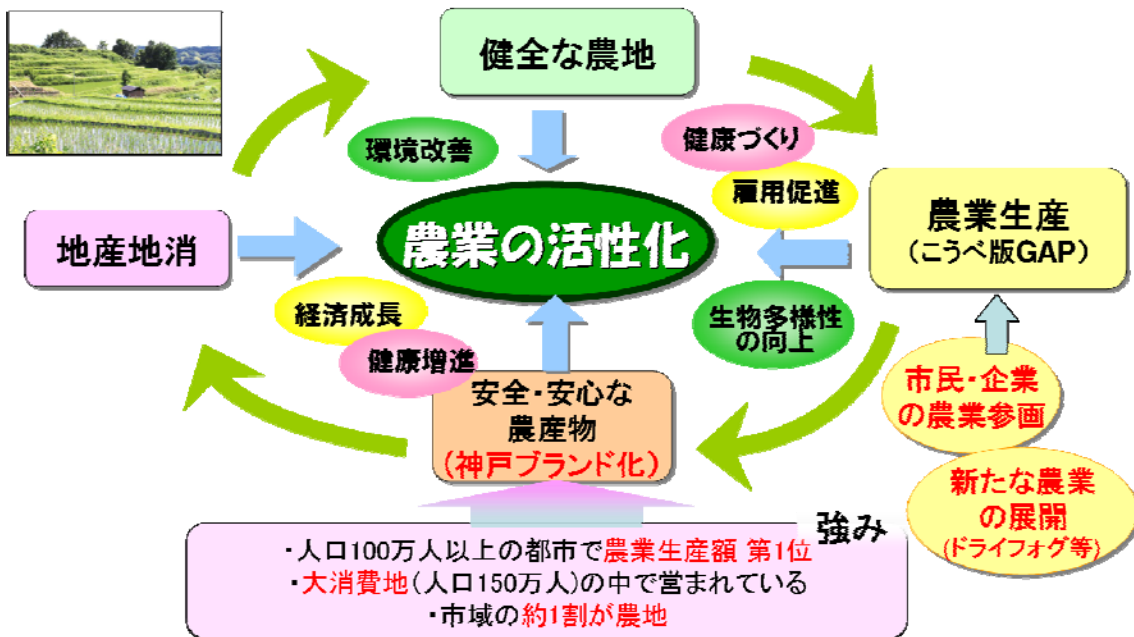 健全な農地
環境改善
健康づくり
雇用促進
農業の活性化
地産地消
農業生産
(こうべ版GAP)
経済成長
健康増進
生物多様性
の向上
安全・安心な
農産物
(神戸ブランド化)
市民・企業
の農業参画
新たな農業
の展開
(ドライフォグ等)
強み
・人口100万人以上の都市で農業生産額 第1位
・大消費地(人口150万人)の中で営まれている
・市域の約1割が農地